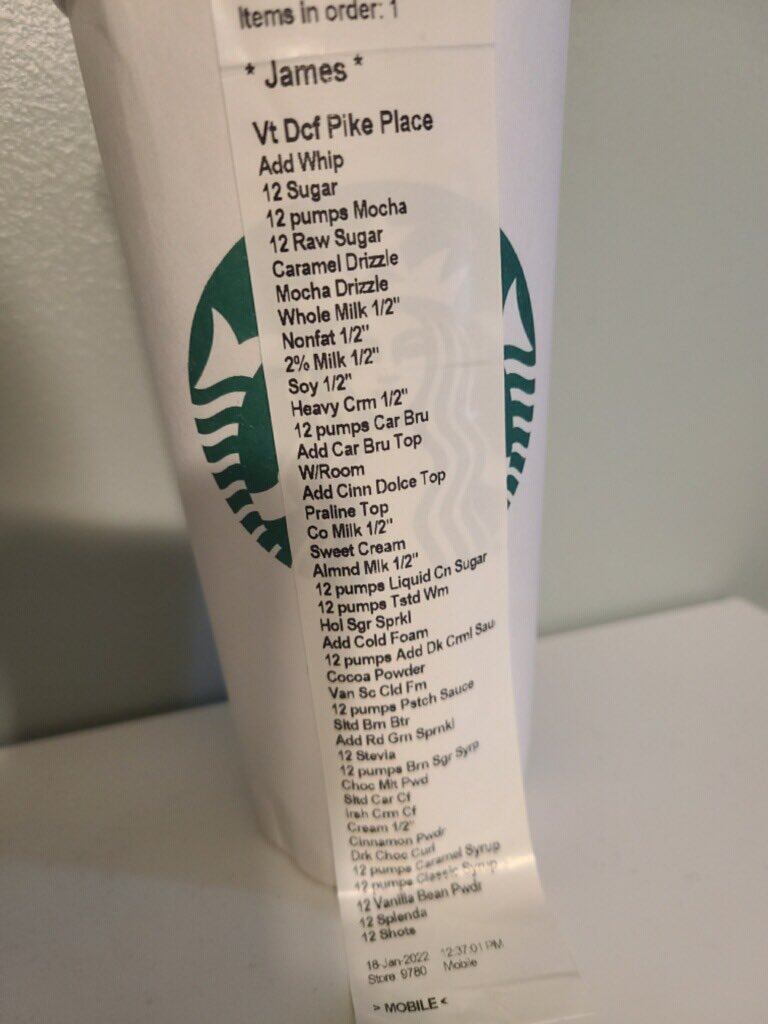 Items in order: 1
* James *
Vt Dcf Pike Place
Add Whip
12 Sugar
12 pumps Mocha
12 Raw Sugar
Caramel Drizzle
Mocha Drizzle
Whole Milk 1/2"
Nonfat 1/2"
2% Milk 1/2"
Soy 1/2"
Heavy Crm 1/2"
12 pumps Car Bru
Add Car Bru Top
W/Room
Add Cinn Dolce Top
Praline Top
Co Milk 1/2"
Sweet Cream
Almnd Mlk 1/2"
12 pumps Liquid Cn Sugar
12 pumps Tstd Wm
Hol Sgr Sprkl
Add Cold Foam
12 pumps Add Dk Crml Sau
Cocoa Powder
Van Sc Cld Fm
12 pumps Pstch Sauce
Sltd Brn Btr
Add Rd Grn Sprnkl
12 Stevia
12 pumps Brn Sgr Syrp
Choc Mlt Pwd
Sltd Car Cf
Irsh Crm Cf
Cream 1/2"
Cinnamon Pwdr
Drk Choc Curl
12 pumps Caramel Syrup
12 pumps Classic Syrup
12 Vanilla Bean Pwdr
12 Splenda
12 Shots
18-Jan-2022 12:37:01 PM
Store 9780 Mobile
> MOBILE <